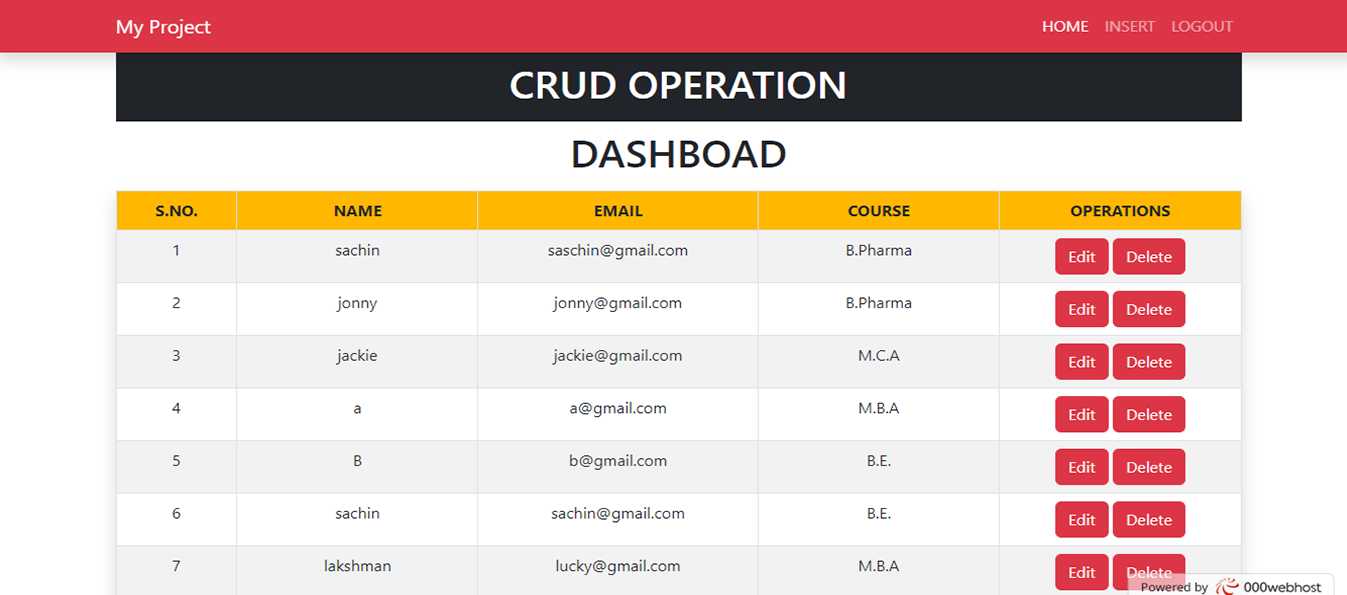 My Project HOME INSERT LOGOUT
CRUD OPERATION
DASHBOAD
S.NO. NAME EMAIL COURSE OPERATIONS
1 sachin saschin@gmail.com B.Pharma Edit Delete
2 jonny jonny@gmail.com B.Pharma Edit Delete
3 jackie jackie@gmail.com M.C.A Edit Delete
4 a a@gmail.com M.B.A Edit Delete
5 B b@gmail.com B.E. Edit Delete
6 sachin sachin@gmail.com B.E. Edit Delete
7 lakshman lucky@gmail.com M.B.A Edit Delete
Powered by 000webhost